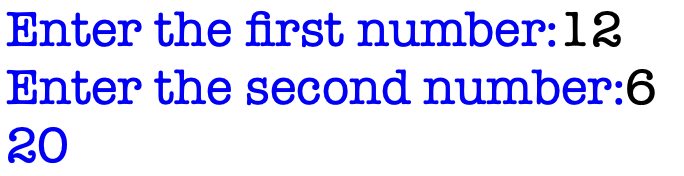 Enter the first number:12
Enter the second number:6
20